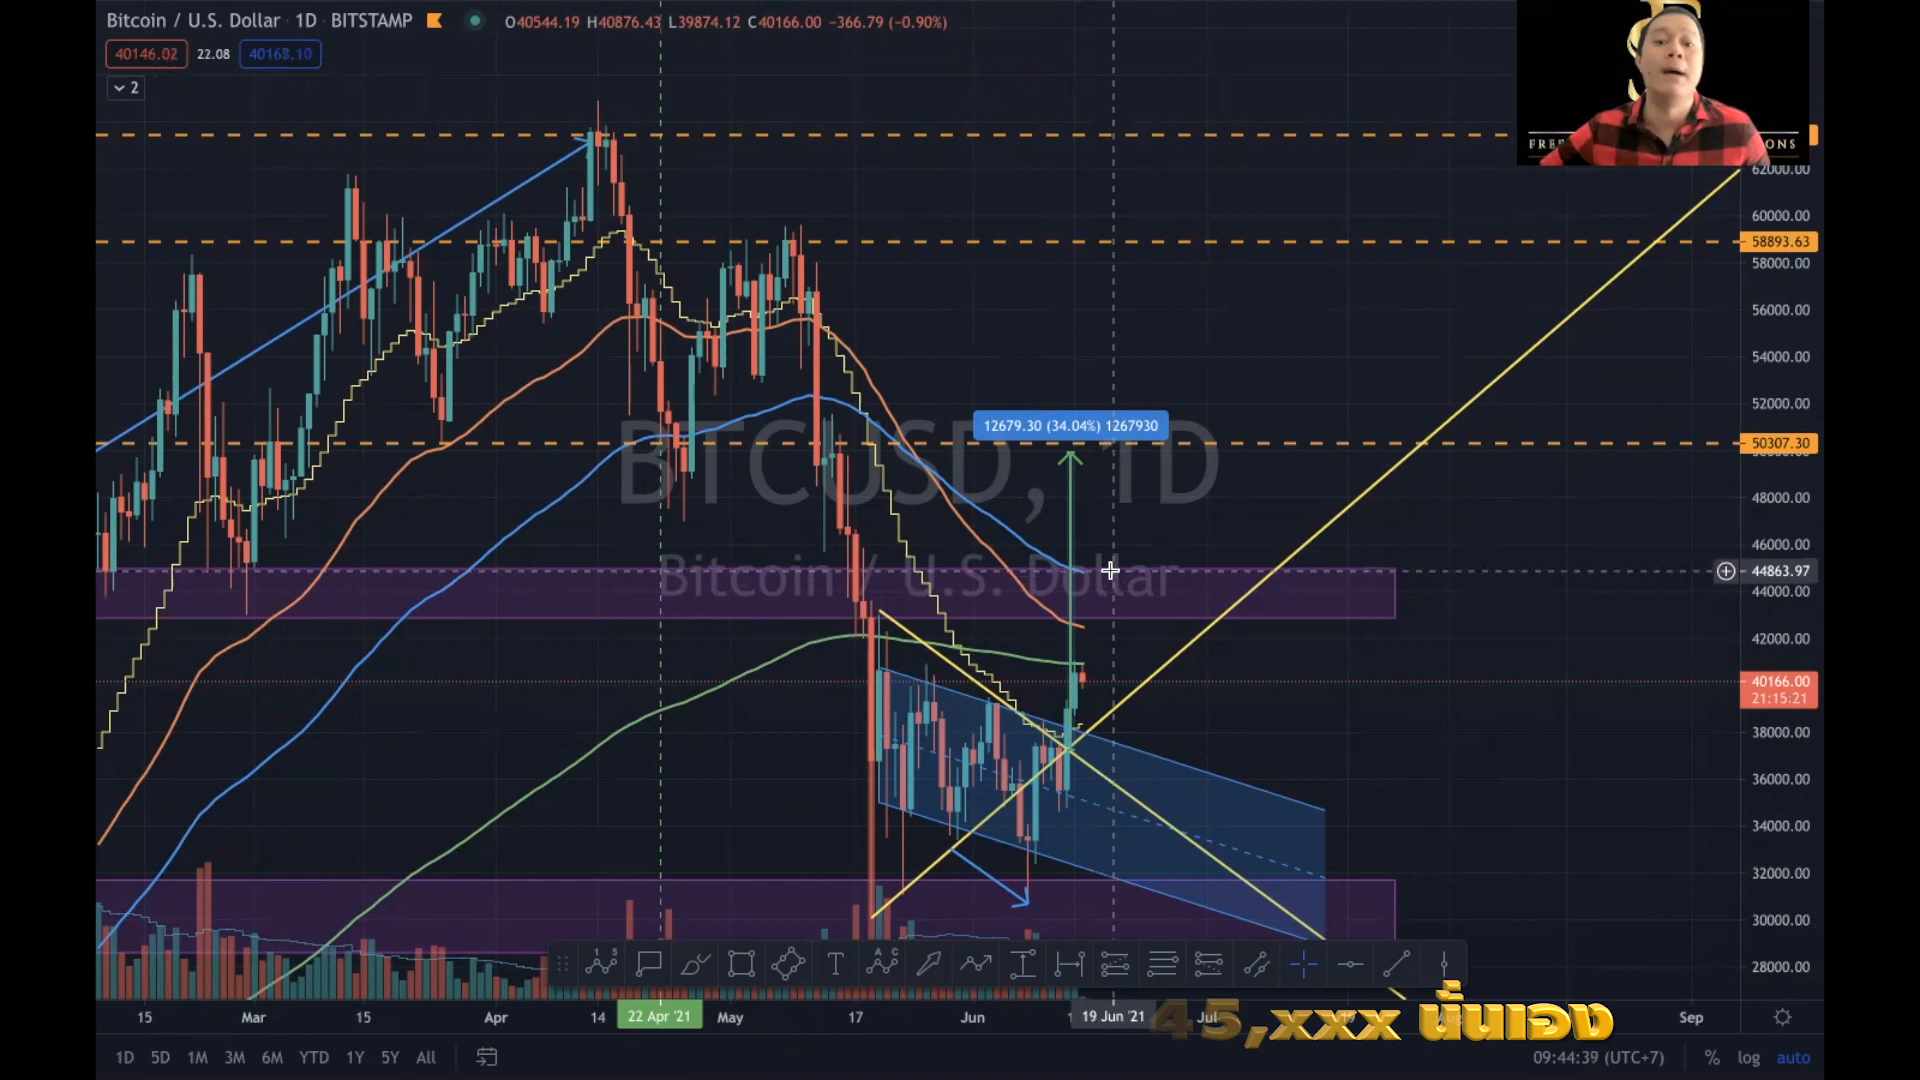 Bitcoin / U.S. Dollar · 1D · BITSTAMP O40544.19 H40876.43 L39874.12 C40166.00 −366.79 (−0.90%)
40146.02 22.08 40168.10
2
FREE ONS
62000.00
60000.00
58893.63
58000.00
56000.00
54000.00
52000.00
12679.30 (34.04%) 1267930
50307.30
BTCUSD, 1D
48000.00
46000.00
Bitcoin / U.S. Dollar
44863.97
44000.00
42000.00
40166.00
21:15:21
38000.00
36000.00
34000.00
32000.00
30000.00
28000.00
15 Mar 15 Apr 14 22 Apr '21 May 17 Jun 19 Jun '21 Jul Sep
45,xxx นั่นเอง
1D 5D 1M 3M 6M YTD 1Y 5Y All 09:44:39 (UTC+7) % log auto